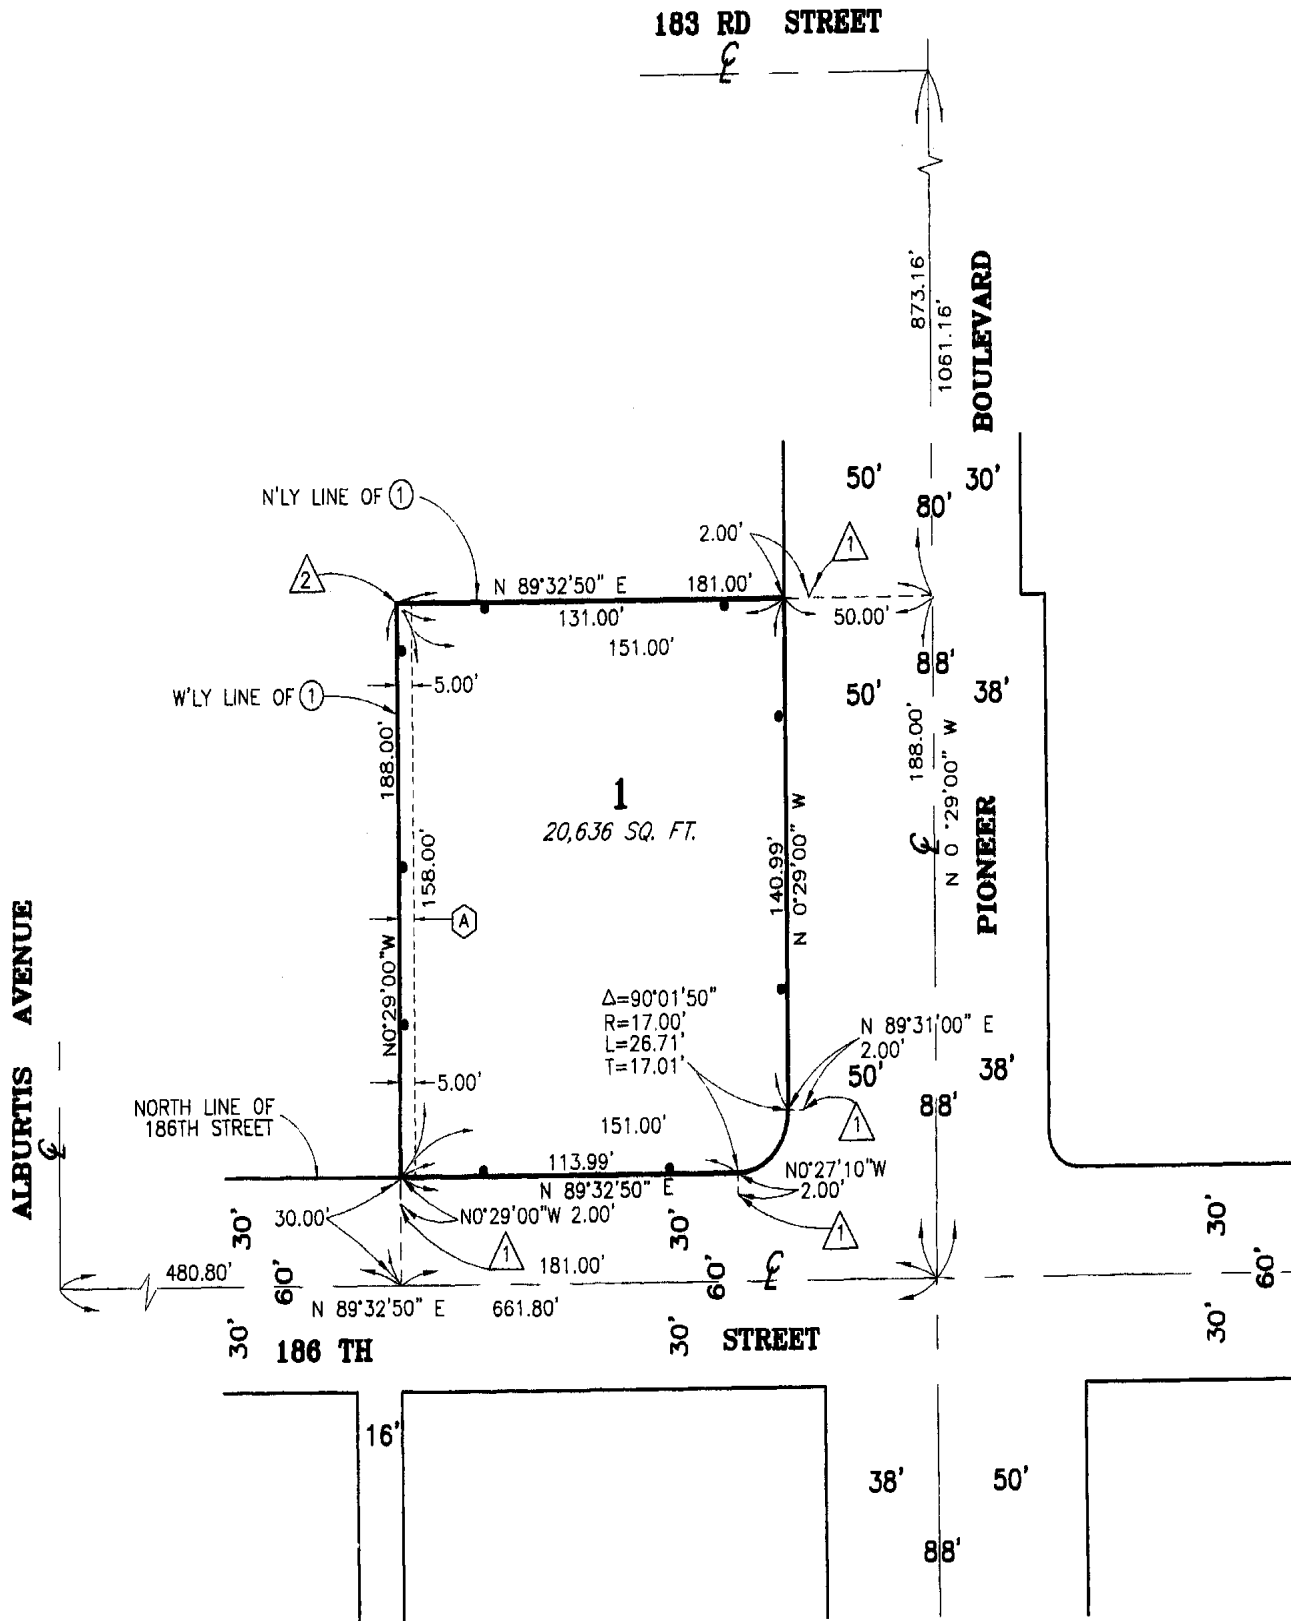 183 RD STREET
℄
873.16'
1061.16'
BOULEVARD
50'
30'
80'
N'LY LINE OF 1
2.00'
1
2
N 89°32'50" E
181.00'
131.00'
50.00'
151.00'
88'
5.00'
50'
38'
W'LY LINE OF 1
188.00'
188.00'
N 0°29'00" W
1
20,636 SQ. FT.
158.00'
140.99'
N 0°29'00" W
℄
PIONEER
A
ALBURTIS AVENUE
℄
N0°29'00"W
Δ=90°01'50"
R=17.00'
L=26.71'
T=17.01'
N 89°31'00" E
2.00'
50'
38'
5.00'
88'
NORTH LINE OF
186TH STREET
151.00'
1
113.99'
N0°27'10"W
2.00'
N 89°32'50" E
30'
30.00'
N0°29'00"W 2.00'
30'
1
30'
1
181.00'
480.80'
60'
60'
℄
60'
N 89°32'50" E
661.80'
30'
186 TH
30'
STREET
30'
16'
38'
50'
88'